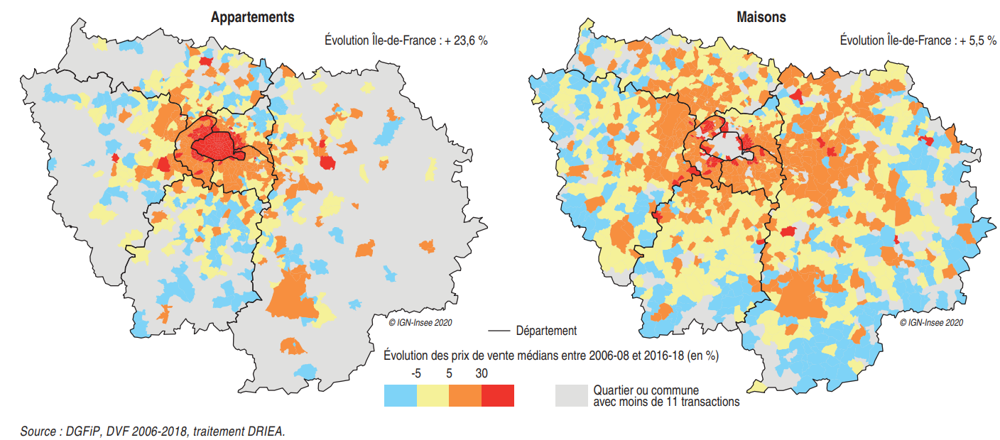 Appartements
Évolution Île-de-France : + 23,6 %
Maisons
Évolution Île-de-France : + 5,5 %
© IGN-Insee 2020
© IGN-Insee 2020
Département
Évolution des prix de vente médians entre 2006-08 et 2016-18 (en %)
-5 5 30
Quartier ou commune
avec moins de 11 transactions
Source : DGFiP, DVF 2006-2018, traitement DRIEA.